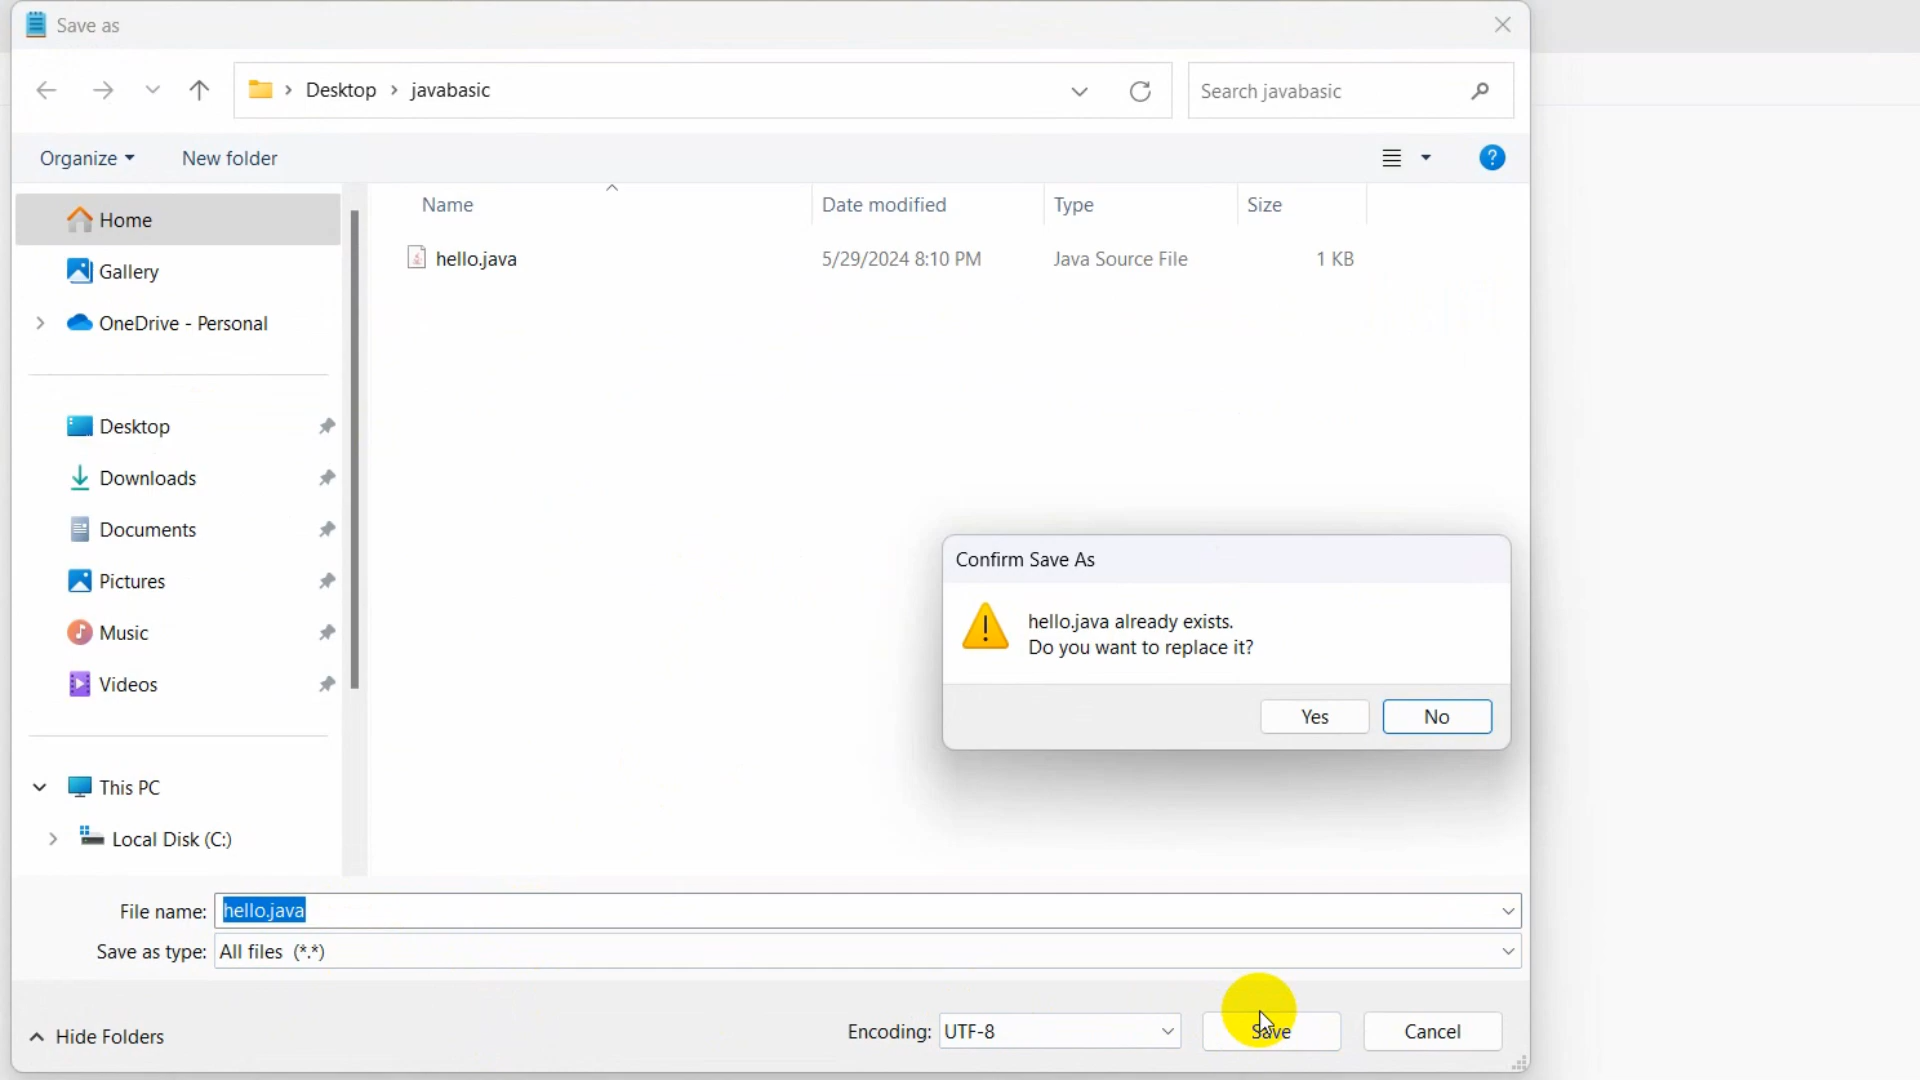 Save as
Desktop
javabasic
Search javabasic
Organize
New folder
?
Name
Date modified
Type
Size
hello.java
5/29/2024 8:10 PM
Java Source File
1 KB
Home
Gallery
OneDrive - Personal
Desktop
Downloads
Documents
Pictures
Music
Videos
This PC
Local Disk (C:)
Confirm Save As
hello.java already exists.
Do you want to replace it?
Yes
No
File name:
hello.java
Save as type:
All files (*.*)
Hide Folders
Encoding:
UTF-8
Save
Cancel